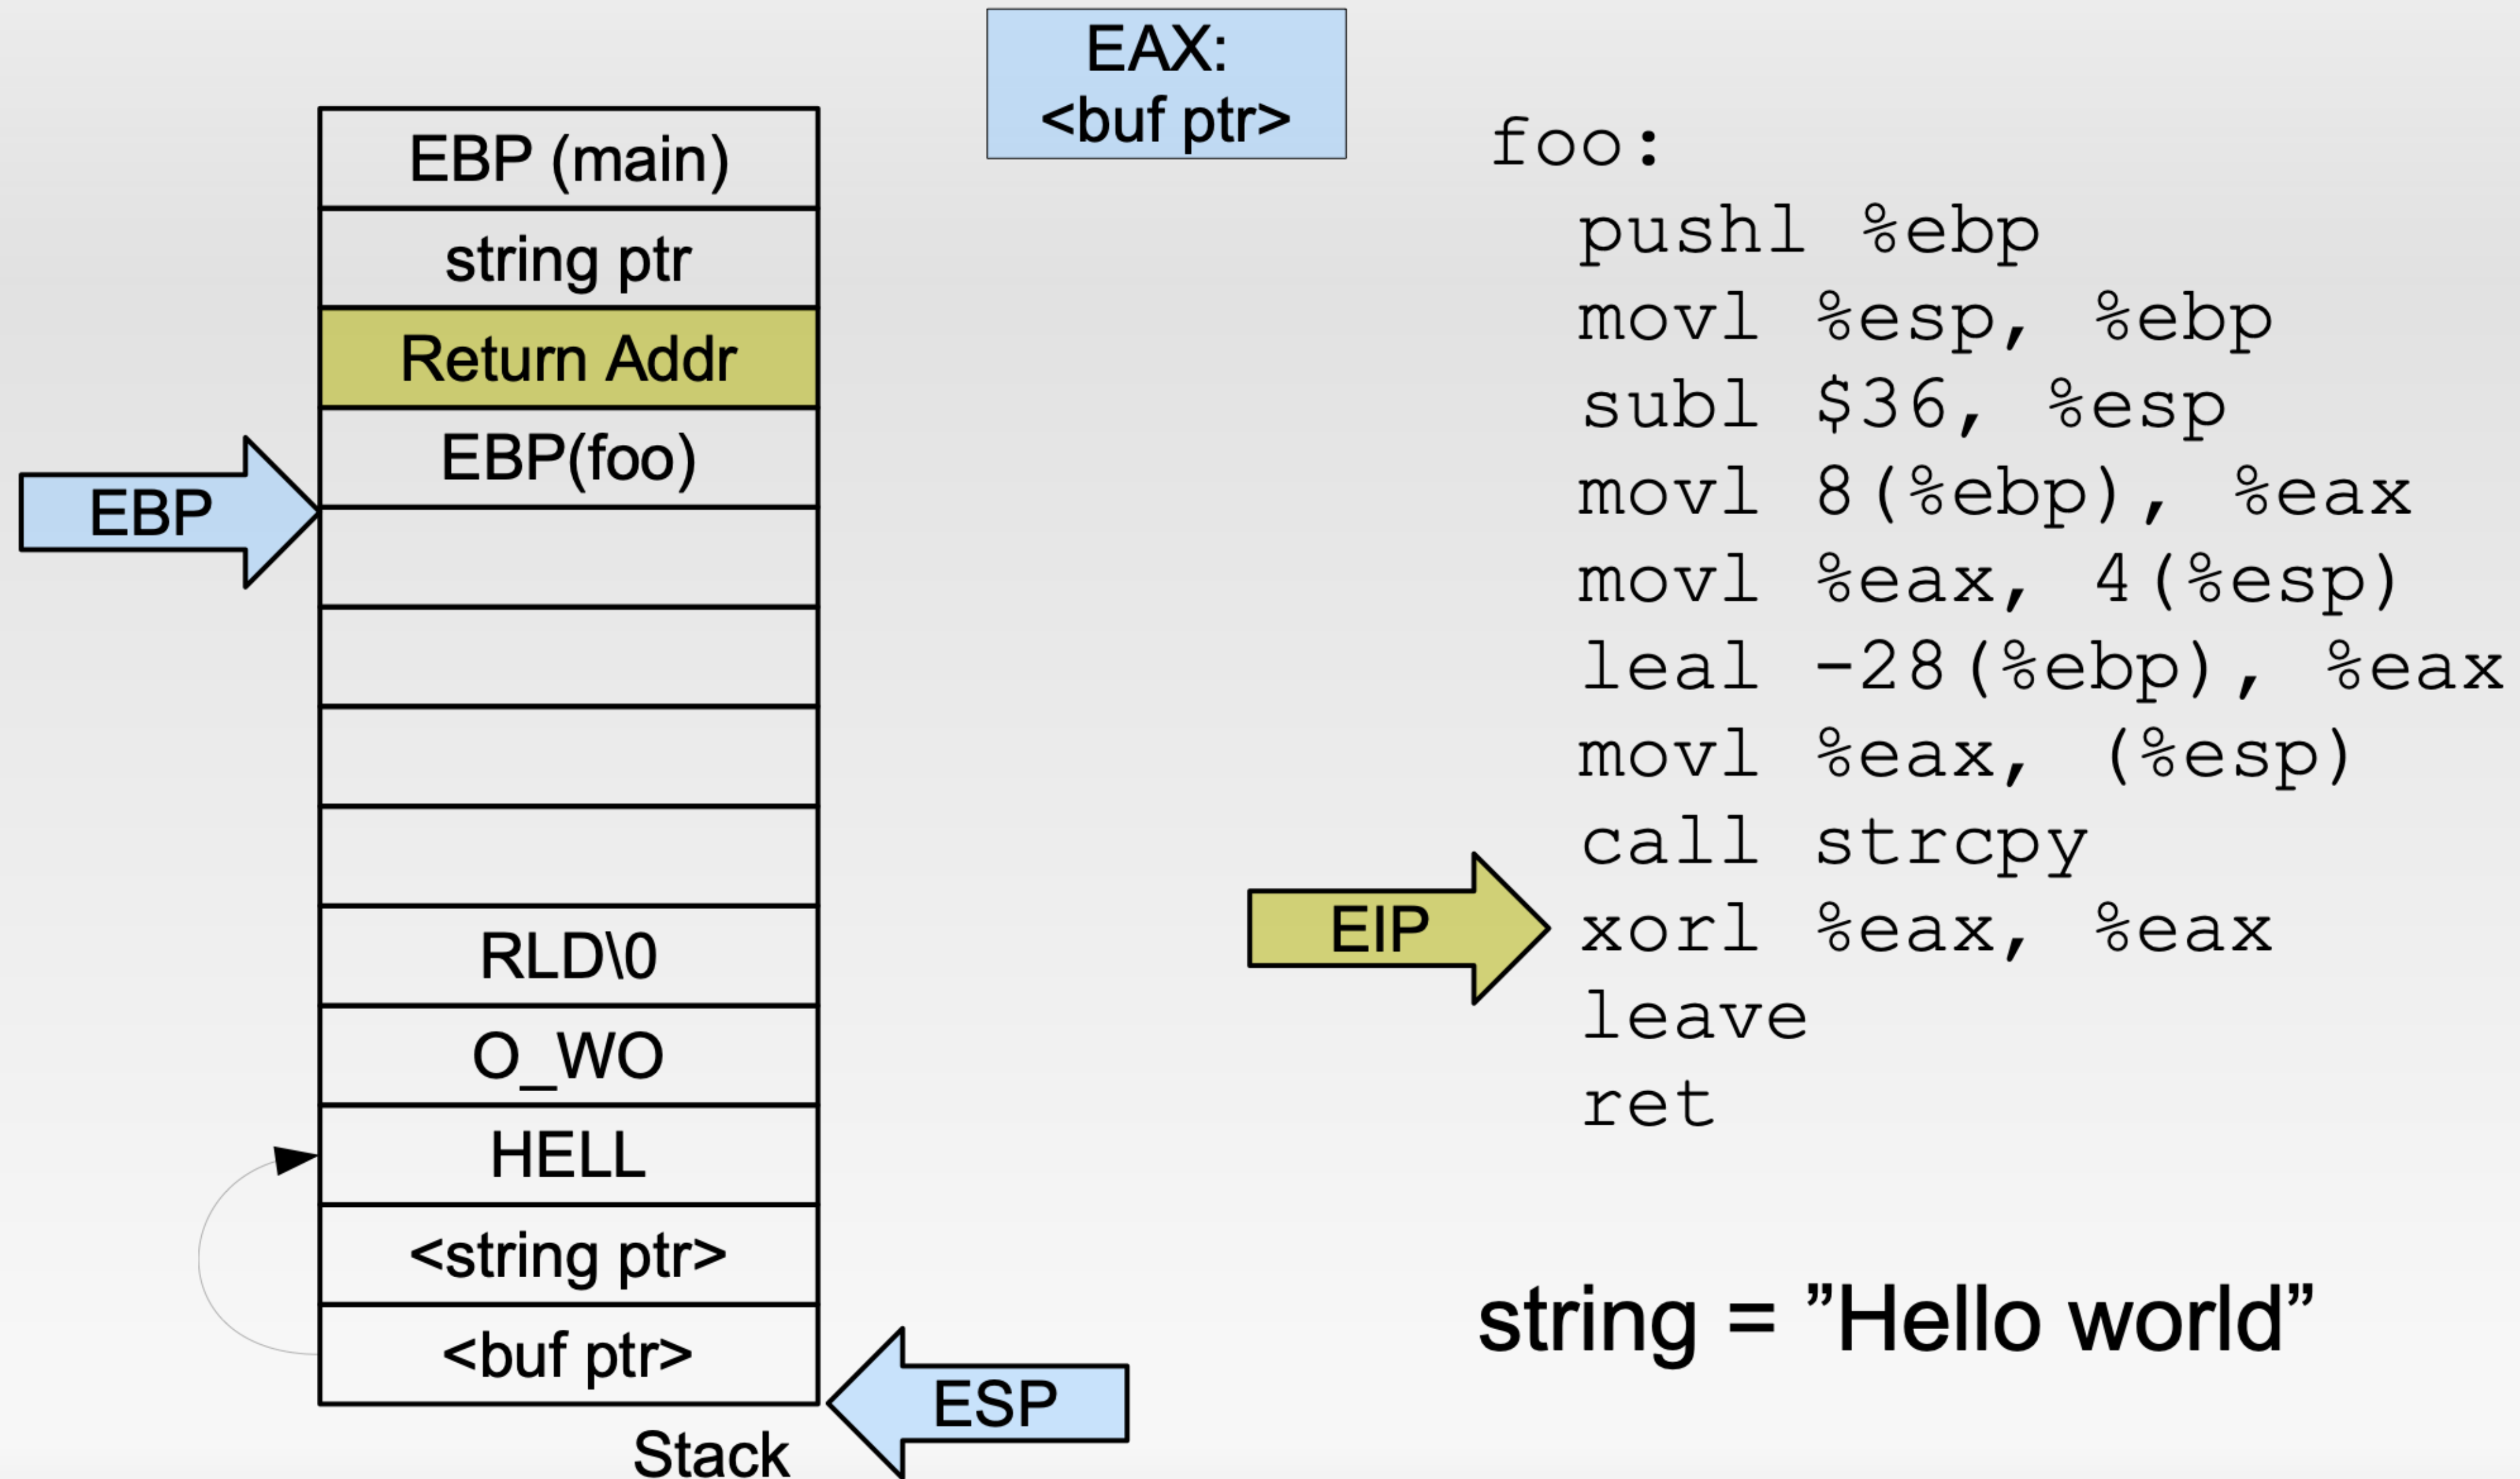 EAX:
<buf ptr>
EBP (main)
string ptr
Return Addr
EBP(foo)
EBP
RLD\0
O_WO
HELL
<string ptr>
<buf ptr>
ESP
Stack
foo:
pushl %ebp
movl %esp, %ebp
subl $36, %esp
movl 8(%ebp), %eax
movl %eax, 4(%esp)
leal -28(%ebp), %eax
movl %eax, (%esp)
call strcpy
EIP
xorl %eax, %eax
leave
ret
string = ”Hello world”